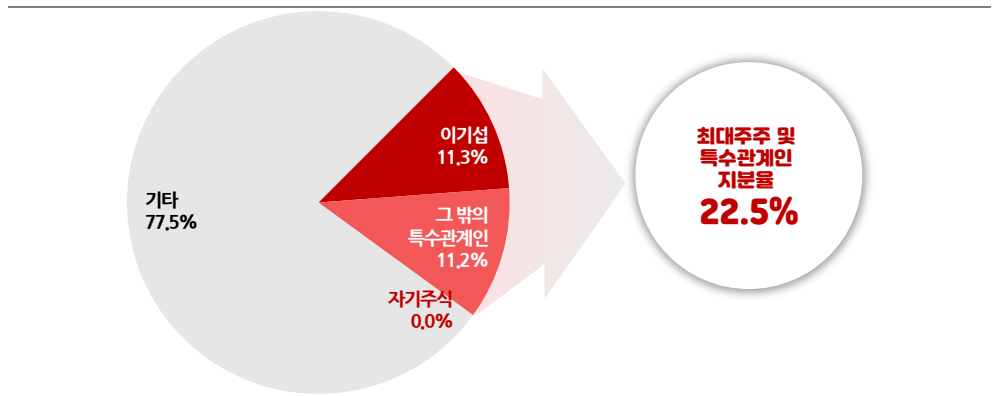 이기섭
11.3%
기타
77.5%
그 밖의
특수관계인
11.2%
자기주식
0.0%
최대주주 및
특수관계인
지분율
22.5%